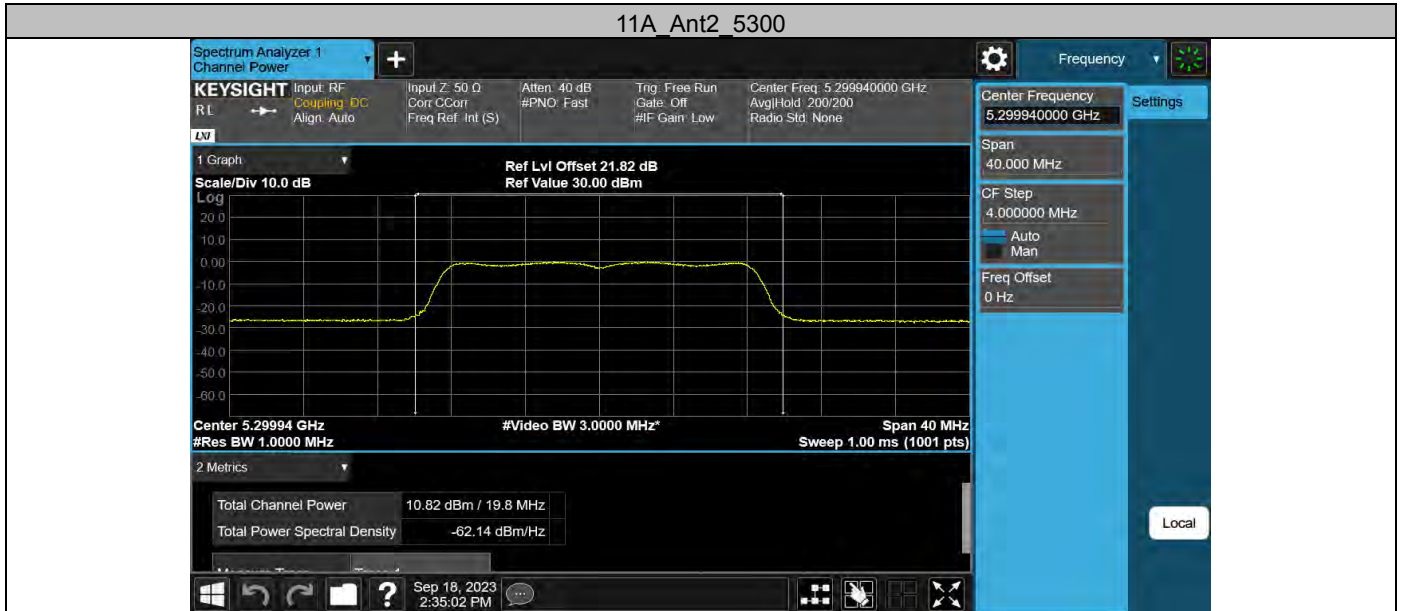 11A_Ant2_5300
Spectrum Analyzer 1
Channel Power
+
Frequency
KEYSIGHT
RL
LXI
Input: RF
Coupling: DC
Align: Auto
Input Z: 50 Ω
Corr CCorr
Freq Ref: Int (S)
Atten: 40 dB
#PNO: Fast
Trig: Free Run
Gate: Off
#IF Gain: Low
Center Freq: 5.299940000 GHz
Avg|Hold: 200/200
Radio Std: None
Center Frequency
5.299940000 GHz
Settings
Span
40.000 MHz
CF Step
4.000000 MHz
Auto
Man
Freq Offset
0 Hz
1 Graph
Scale/Div 10.0 dB
Ref Lvl Offset 21.82 dB
Ref Value 30.00 dBm
Log
20.0
10.0
0.00
-10.0
-20.0
-30.0
-40.0
-50.0
-60.0
Center 5.29994 GHz
#Res BW 1.0000 MHz
#Video BW 3.0000 MHz*
Span 40 MHz
Sweep 1.00 ms (1001 pts)
2 Metrics
Total Channel Power 10.82 dBm / 19.8 MHz
Total Power Spectral Density -62.14 dBm/Hz
Local
?
Sep 18, 2023
2:35:02 PM